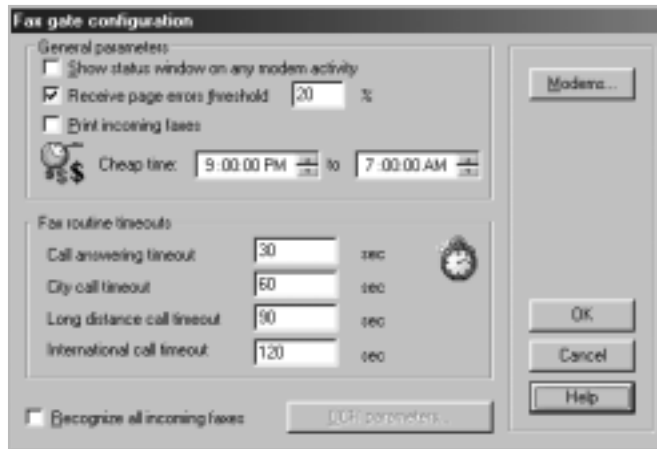 Fax gate configuration
General parameters
Show status window on any modem activity
Receive page errors threshold 20 %
Print incoming faxes
Cheap time: 9:00:00 PM to 7:00:00 AM
Modems...
Fax routine timeouts
Call answering timeout 30 sec
City call timeout 60 sec
Long distance call timeout 90 sec
International call timeout 120 sec
OK
Cancel
Help
Recognize all incoming faxes
OCR parameters...